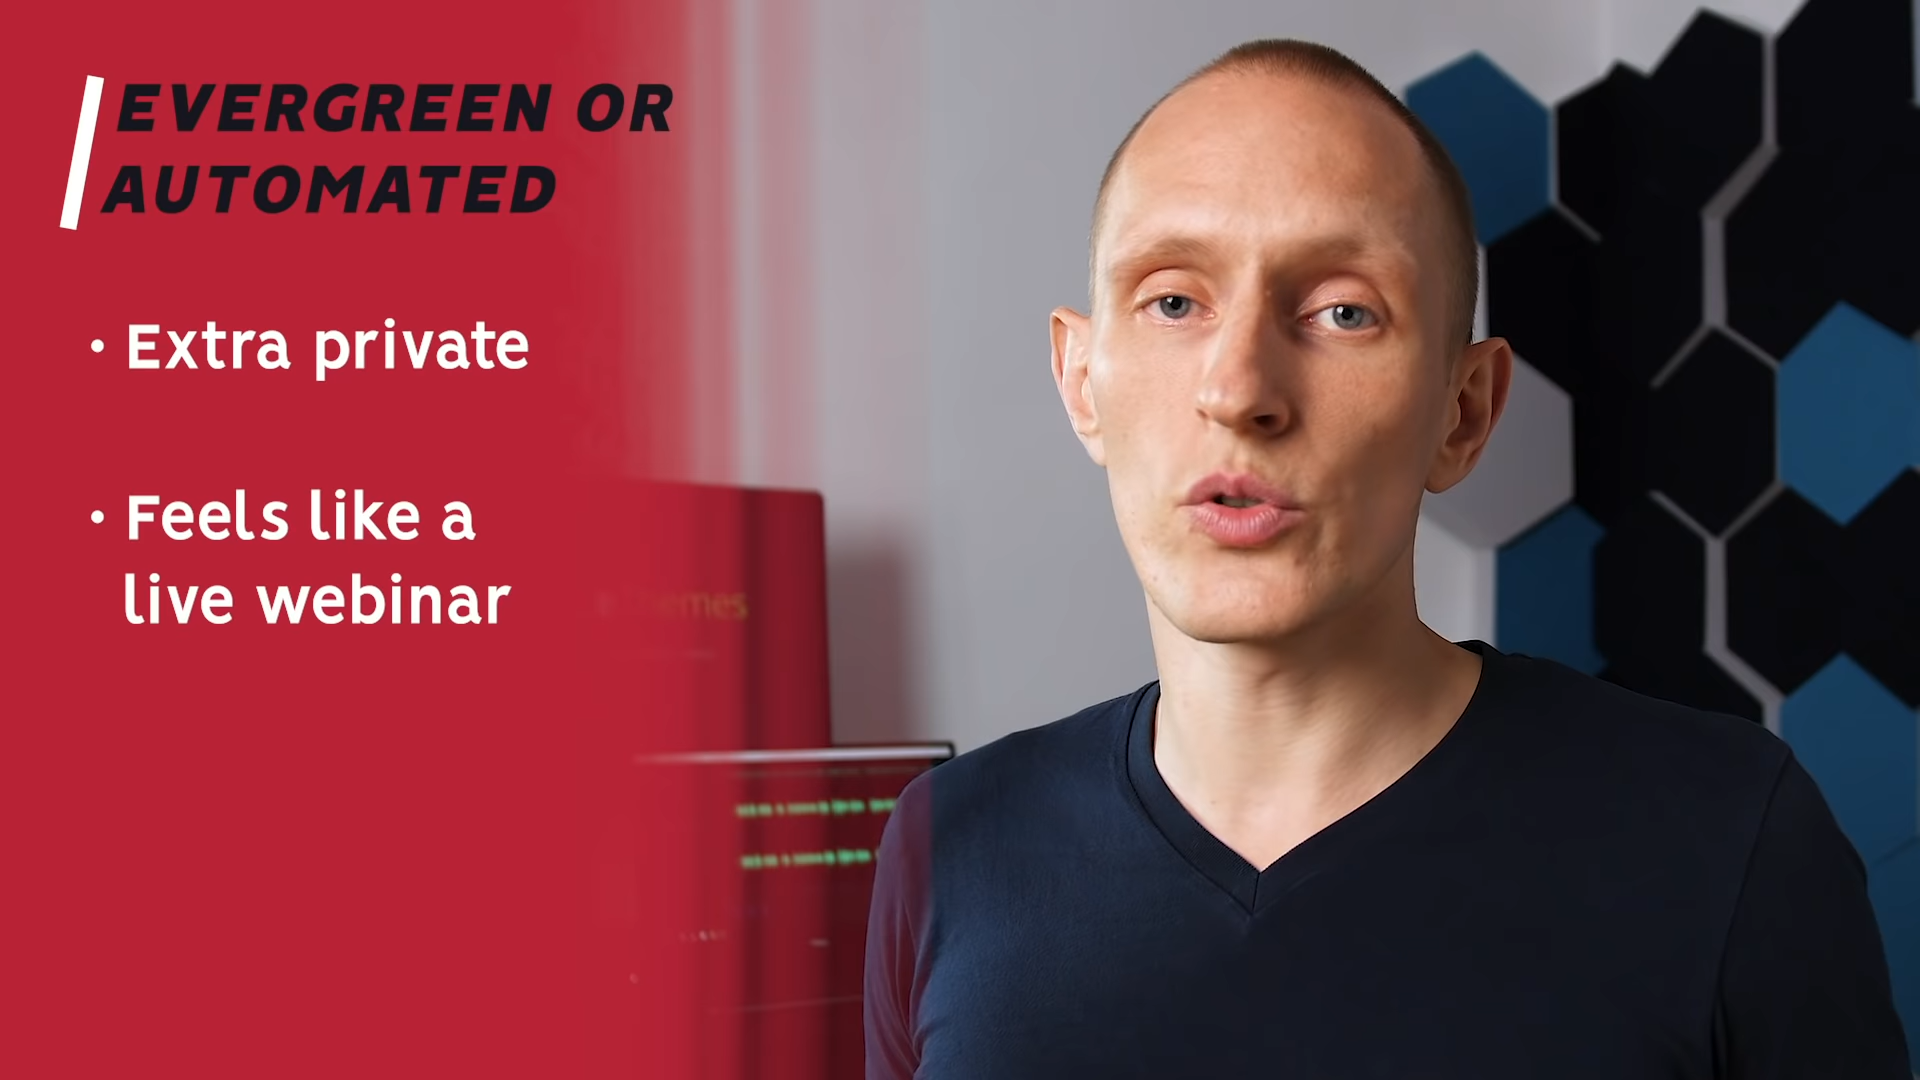 EVERGREEN OR
AUTOMATED
• Extra private
• Feels like a
live webinar